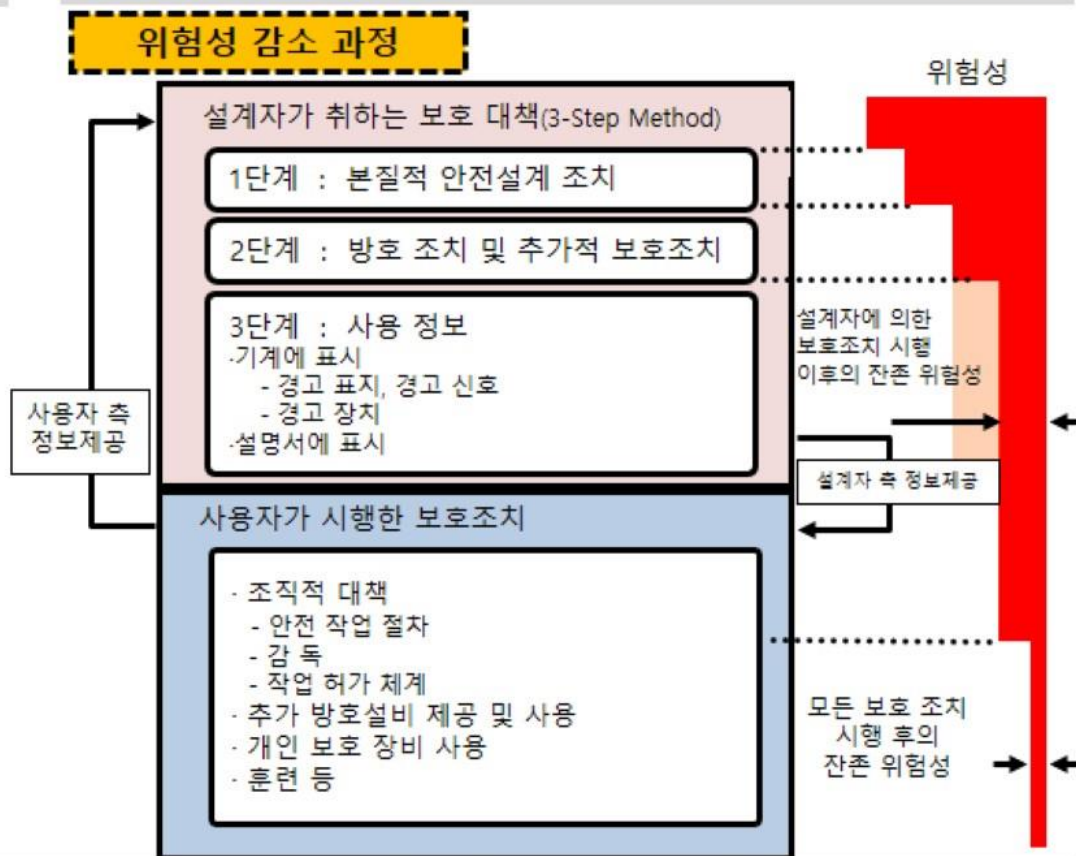 위험성 감소 과정
위험성
설계자가 취하는 보호 대책(3-Step Method)
1단계 : 본질적 안전설계 조치
2단계 : 방호 조치 및 추가적 보호조치
3단계 : 사용 정보
·기계에 표시
- 경고 표지, 경고 신호
- 경고 장치
·설명서에 표시
설계자에 의한
보호조치 시행
이후의 잔존 위험성
사용자 측
정보제공
설계자 측 정보제공
사용자가 시행한 보호조치
· 조직적 대책
- 안전 작업 절차
- 감 독
- 작업 허가 체계
· 추가 방호설비 제공 및 사용
· 개인 보호 장비 사용
· 훈련 등
모든 보호 조치
시행 후의
잔존 위험성